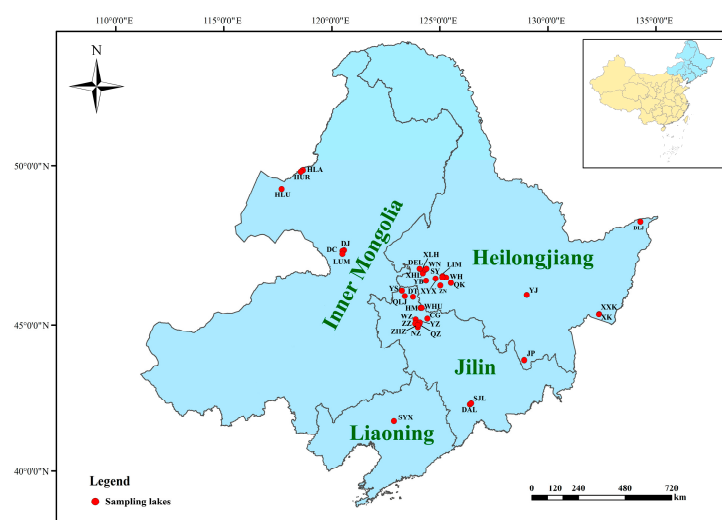 110°0'0"E 115°0'0"E 120°0'0"E 125°0'0"E 130°0'0"E 135°0'0"E
N
50°0'0"N
HLA
HUR
HLU
DLJ
DJ
DC
LUM
XLH
DEL
WN
SY
LIM
WH
QK
ZN
YB
XYX
Inner Mongolia
Heilongjiang
YS
DT
QLJ
YJ
HM
WHU
XXK
XK
45°0'0"N
WZ
CG
ZZ
YZ
ZHZ
NZ
QZ
JP
Jilin
SJL
DAL
SYX
Liaoning
40°0'0"N
Legend
Sampling lakes
0 120 240 480 720
km